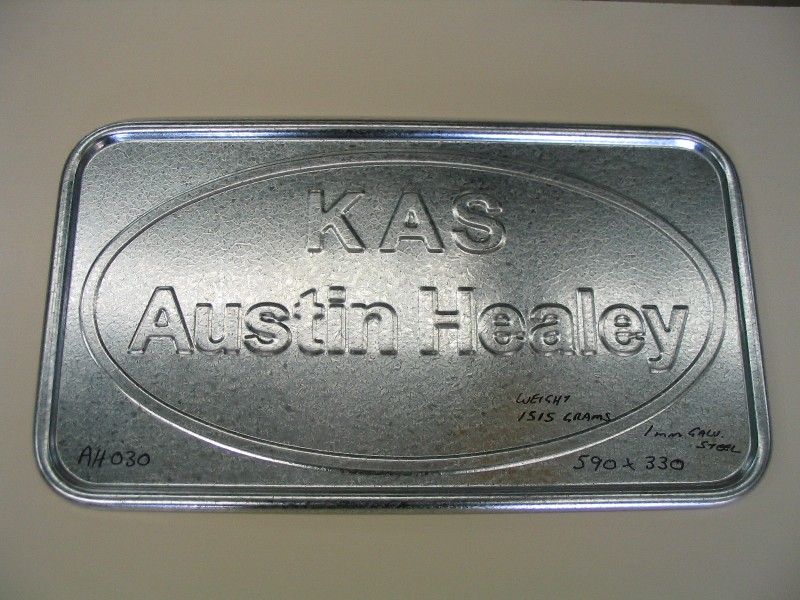 KAS
Austin Healey
WEIGHT
1515 GRAMS
1mm GALV.
STEEL
AH030
590 x 330